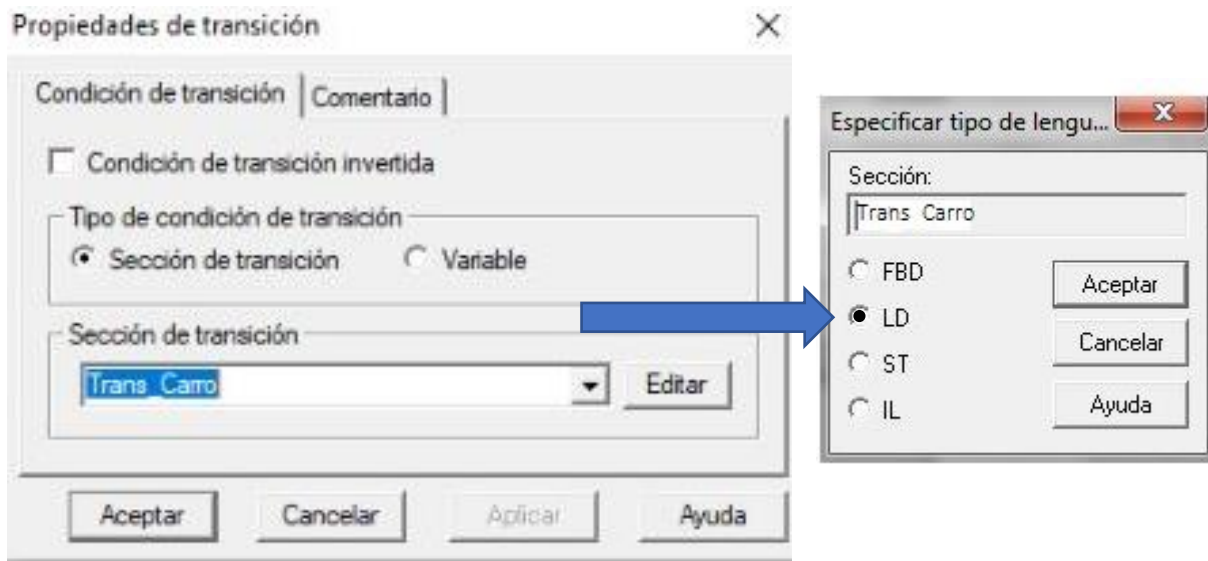 Propiedades de transición
Condición de transición
Comentario
Condición de transición invertida
Tipo de condición de transición
Sección de transición
Variable
Sección de transición
Trans_Carro
Editar
Aceptar
Cancelar
Aplicar
Ayuda
Especificar tipo de lengu...
Sección:
Trans Carro
FBD
LD
ST
IL
Aceptar
Cancelar
Ayuda